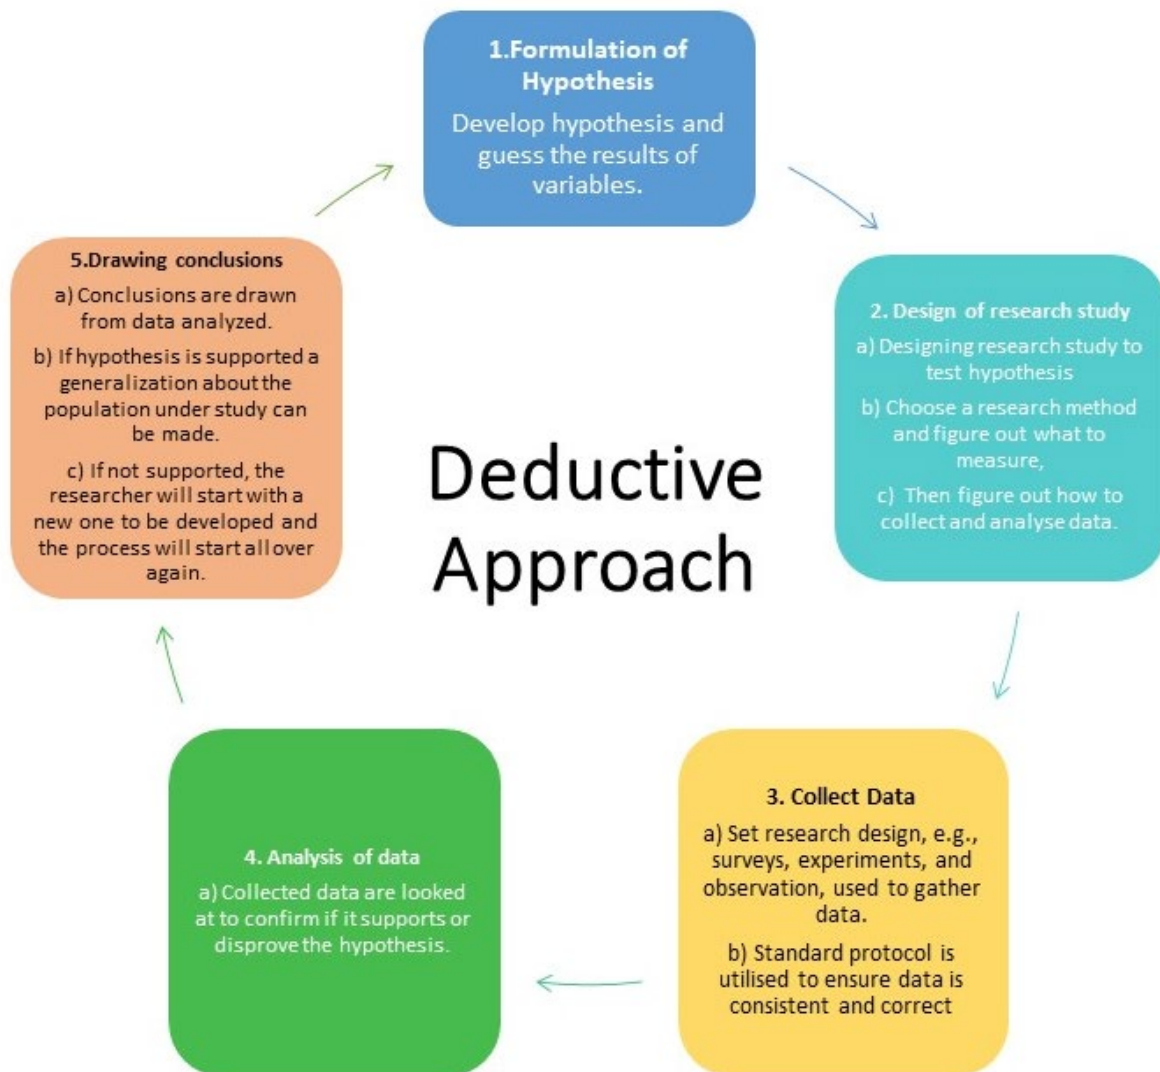 1.Formulation of
Hypothesis
Develop hypothesis and
guess the results of
variables.
2. Design of research study
a) Designing research study to
test hypothesis
b) Choose a research method
and figure out what to
measure,
c) Then figure out how to
collect and analyse data.
3. Collect Data
a) Set research design, e.g.,
surveys, experiments, and
observation, used to gather
data.
b) Standard protocol is
utilised to ensure data is
consistent and correct
4. Analysis of data
a) Collected data are looked
at to confirm if it supports or
disprove the hypothesis.
5.Drawing conclusions
a) Conclusions are drawn
from data analyzed.
b) If hypothesis is supported a
generalization about the
population under study can
be made.
c) If not supported, the
researcher will start with a
new one to be developed and
the process will start all over
again.
Deductive
Approach